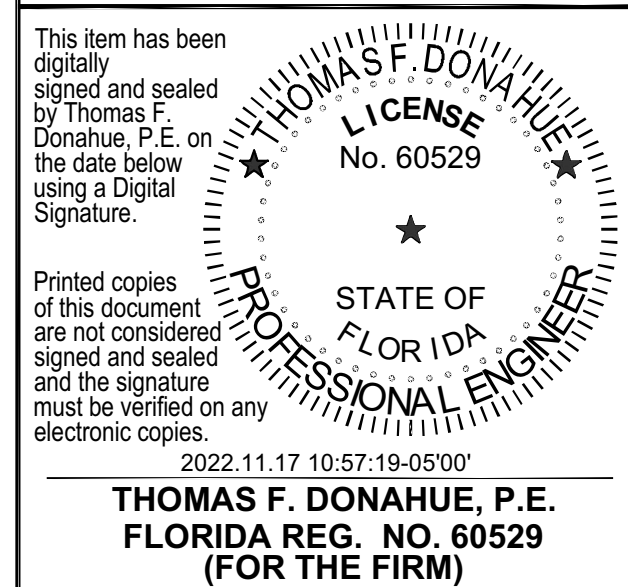 This item has been
digitally
signed and sealed
by Thomas F.
Donahue, P.E. on
the date below
using a Digital
Signature.
Printed copies
of this document
are not considered
signed and sealed
and the signature
must be verified on any
electronic copies.
THOMAS F. DONAHUE
LICENSE
No. 60529
STATE OF
FLORIDA
PROFESSIONAL ENGINEER
2022.11.17 10:57:19-05'00'
THOMAS F. DONAHUE, P.E.
FLORIDA REG. NO. 60529
(FOR THE FIRM)